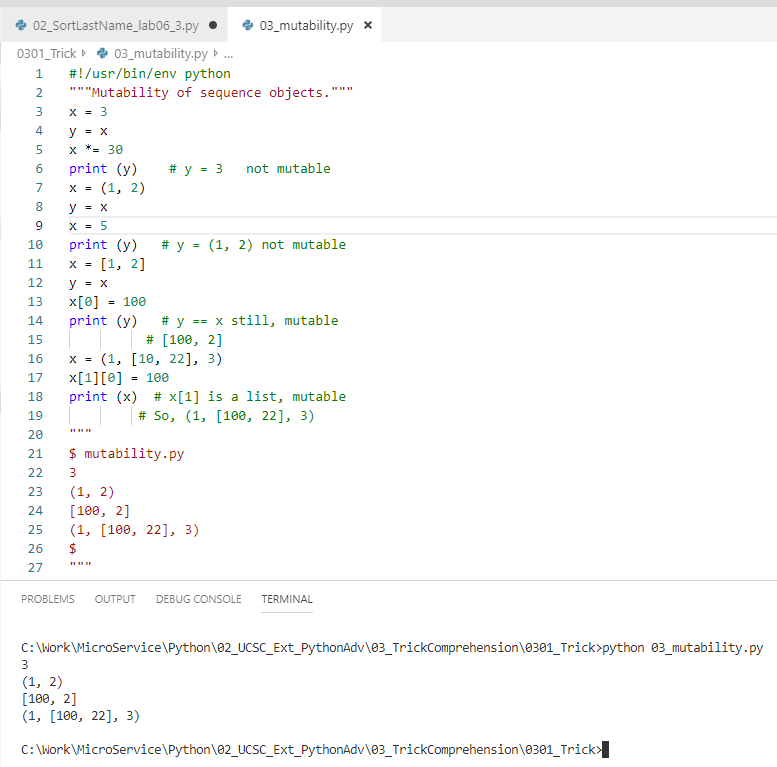 02_SortLastName_lab06_3.py ● 03_mutability.py ×
0301_Trick › 03_mutability.py › ...
1 #!/usr/bin/env python
2 """Mutability of sequence objects."""
3 x = 3
4 y = x
5 x *= 30
6 print (y)    # y = 3   not mutable
7 x = (1, 2)
8 y = x
9 x = 5
10 print (y)   # y = (1, 2) not mutable
11 x = [1, 2]
12 y = x
13 x[0] = 100
14 print (y)   # y == x still, mutable
15           # [100, 2]
16 x = (1, [10, 22], 3)
17 x[1][0] = 100
18 print (x)  # x[1] is a list, mutable
19          # So, (1, [100, 22], 3)
20 """
21 $ mutability.py
22 3
23 (1, 2)
24 [100, 2]
25 (1, [100, 22], 3)
26 $
27 """
PROBLEMS OUTPUT DEBUG CONSOLE TERMINAL
C:\Work\MicroService\Python\02_UCSC_Ext_PythonAdv\03_TrickComprehension\0301_Trick>python 03_mutability.py
3
(1, 2)
[100, 2]
(1, [100, 22], 3)
C:\Work\MicroService\Python\02_UCSC_Ext_PythonAdv\03_TrickComprehension\0301_Trick>